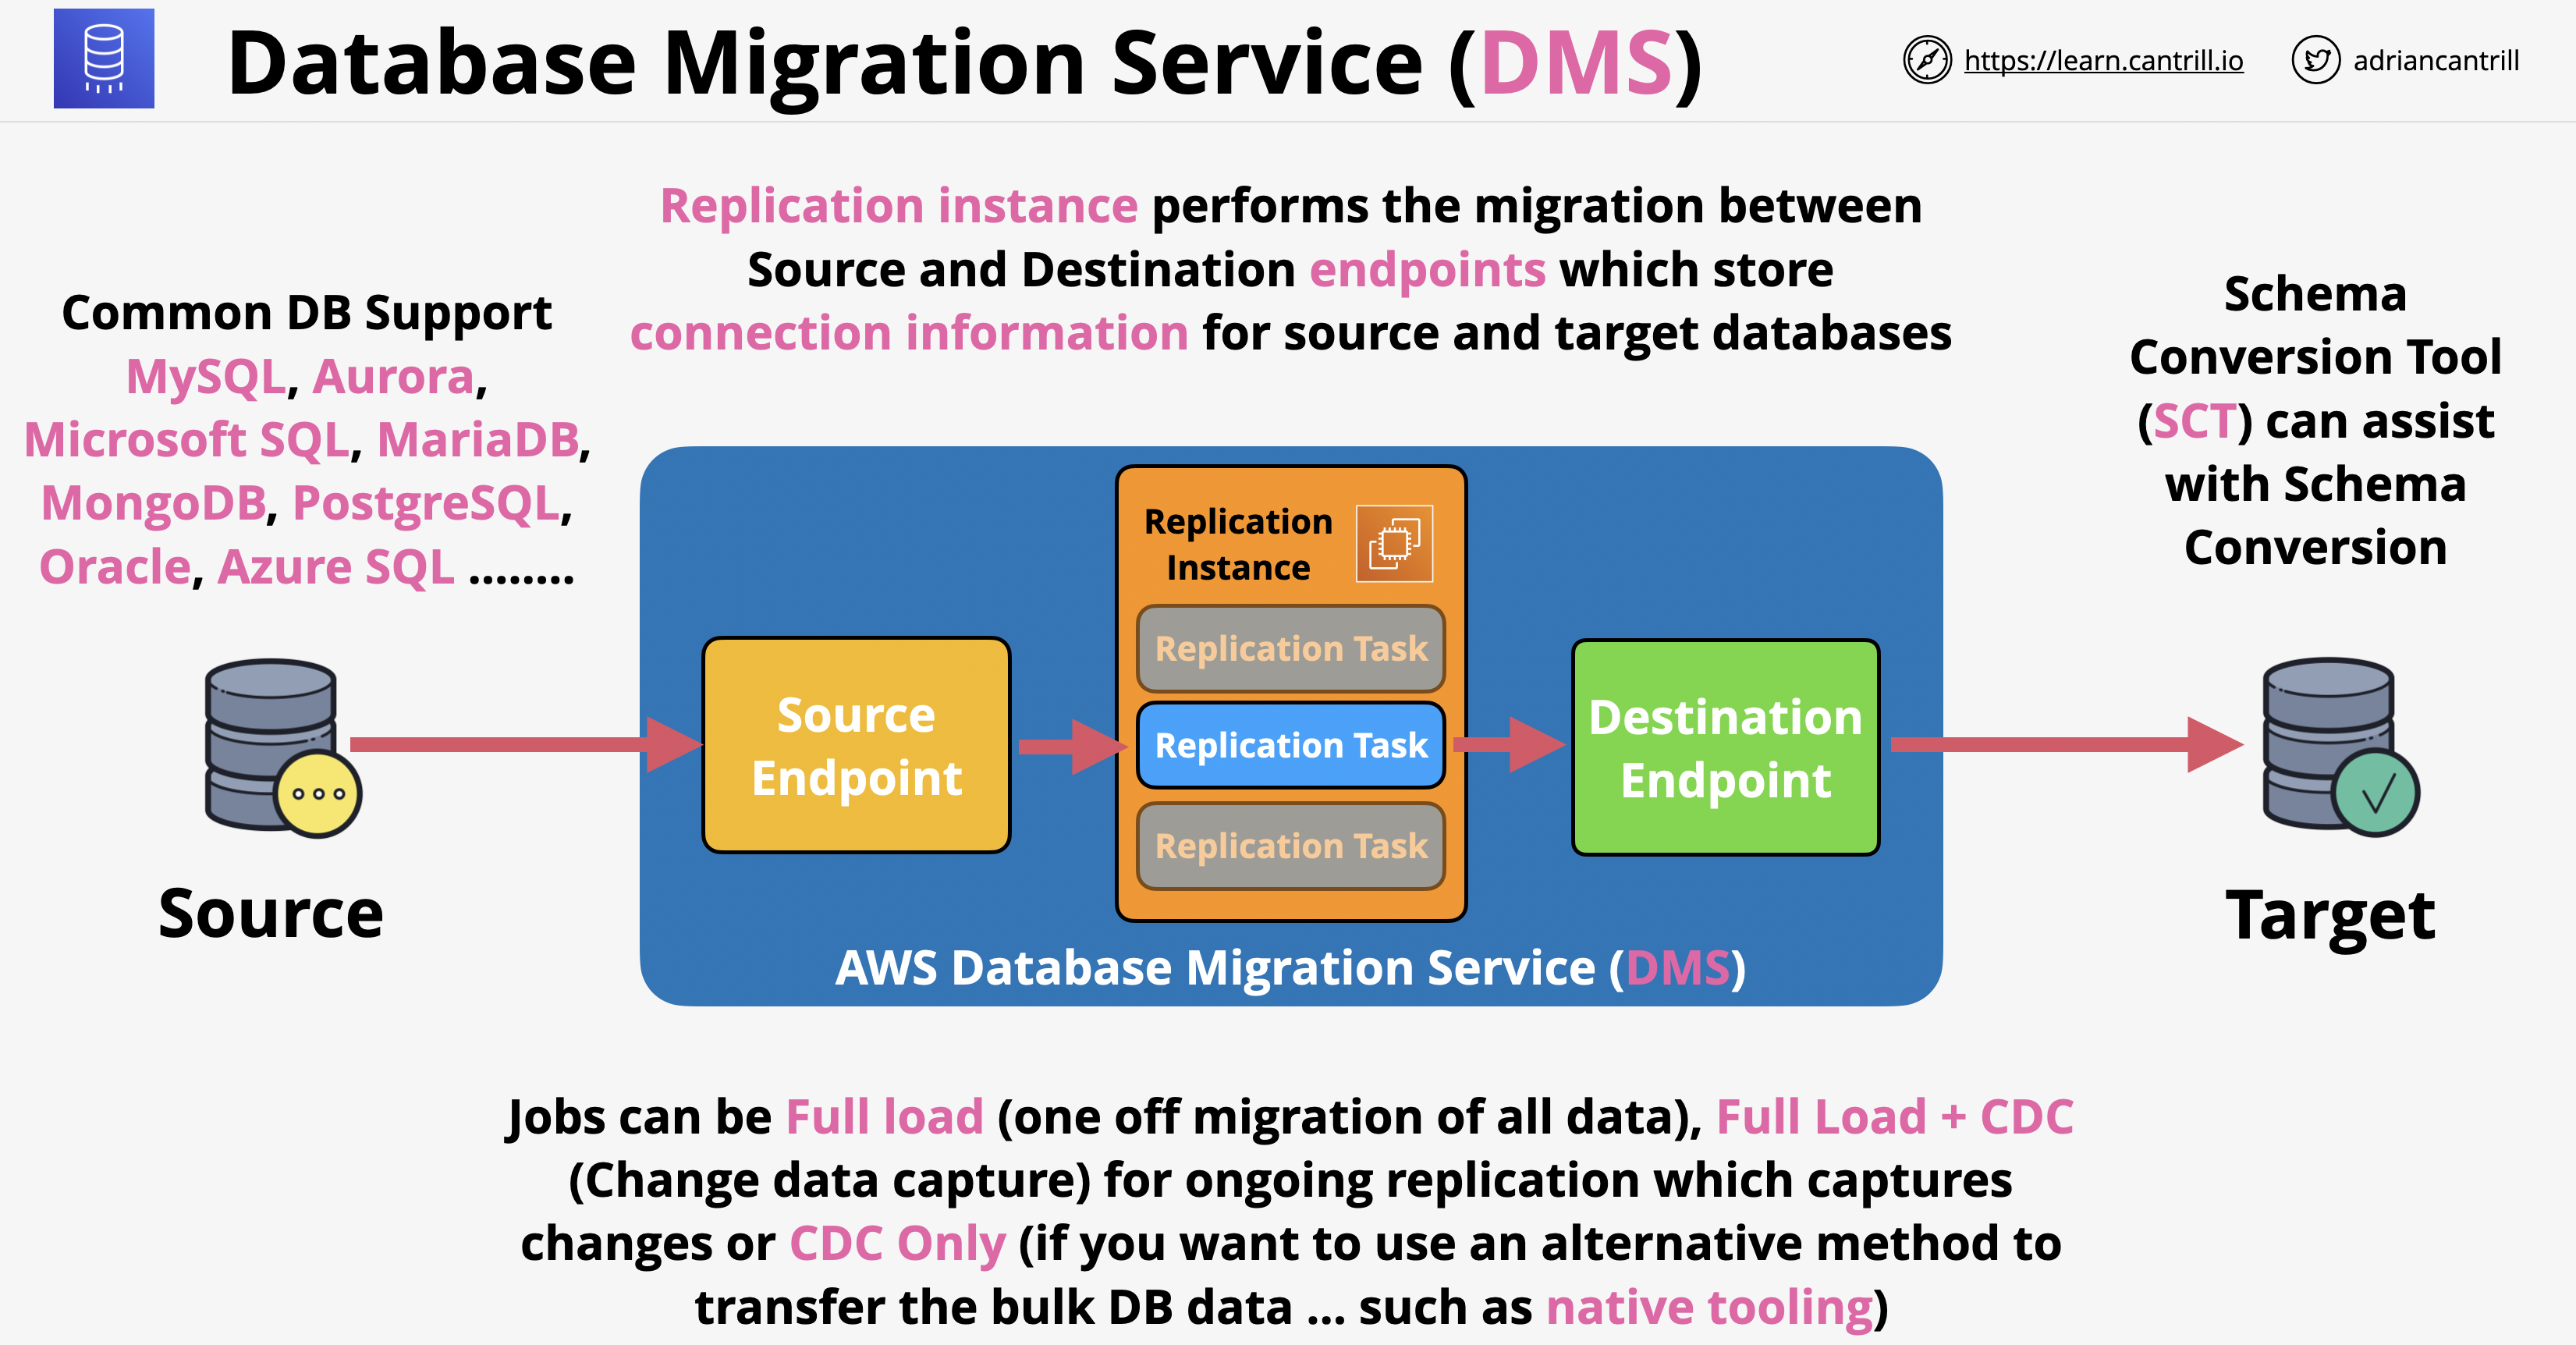 Database Migration Service (DMS)
https://learn.cantrill.io
adriancantrill
Replication instance performs the migration between
Source and Destination endpoints which store
connection information for source and target databases
Common DB Support
MySQL, Aurora,
Microsoft SQL, MariaDB,
MongoDB, PostgreSQL,
Oracle, Azure SQL ........
Schema
Conversion Tool
(SCT) can assist
with Schema
Conversion
Source
Source
Endpoint
Replication
Instance
Replication Task
Replication Task
Replication Task
Destination
Endpoint
AWS Database Migration Service (DMS)
Target
Jobs can be Full load (one off migration of all data), Full Load + CDC
(Change data capture) for ongoing replication which captures
changes or CDC Only (if you want to use an alternative method to
transfer the bulk DB data ... such as native tooling)